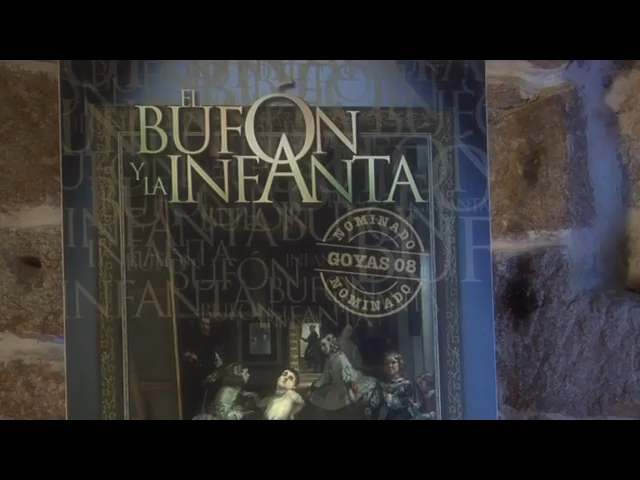 EL
BUFÓN
Y LA INFANTA
NOMINADO
GOYAS 08
NOMINADO